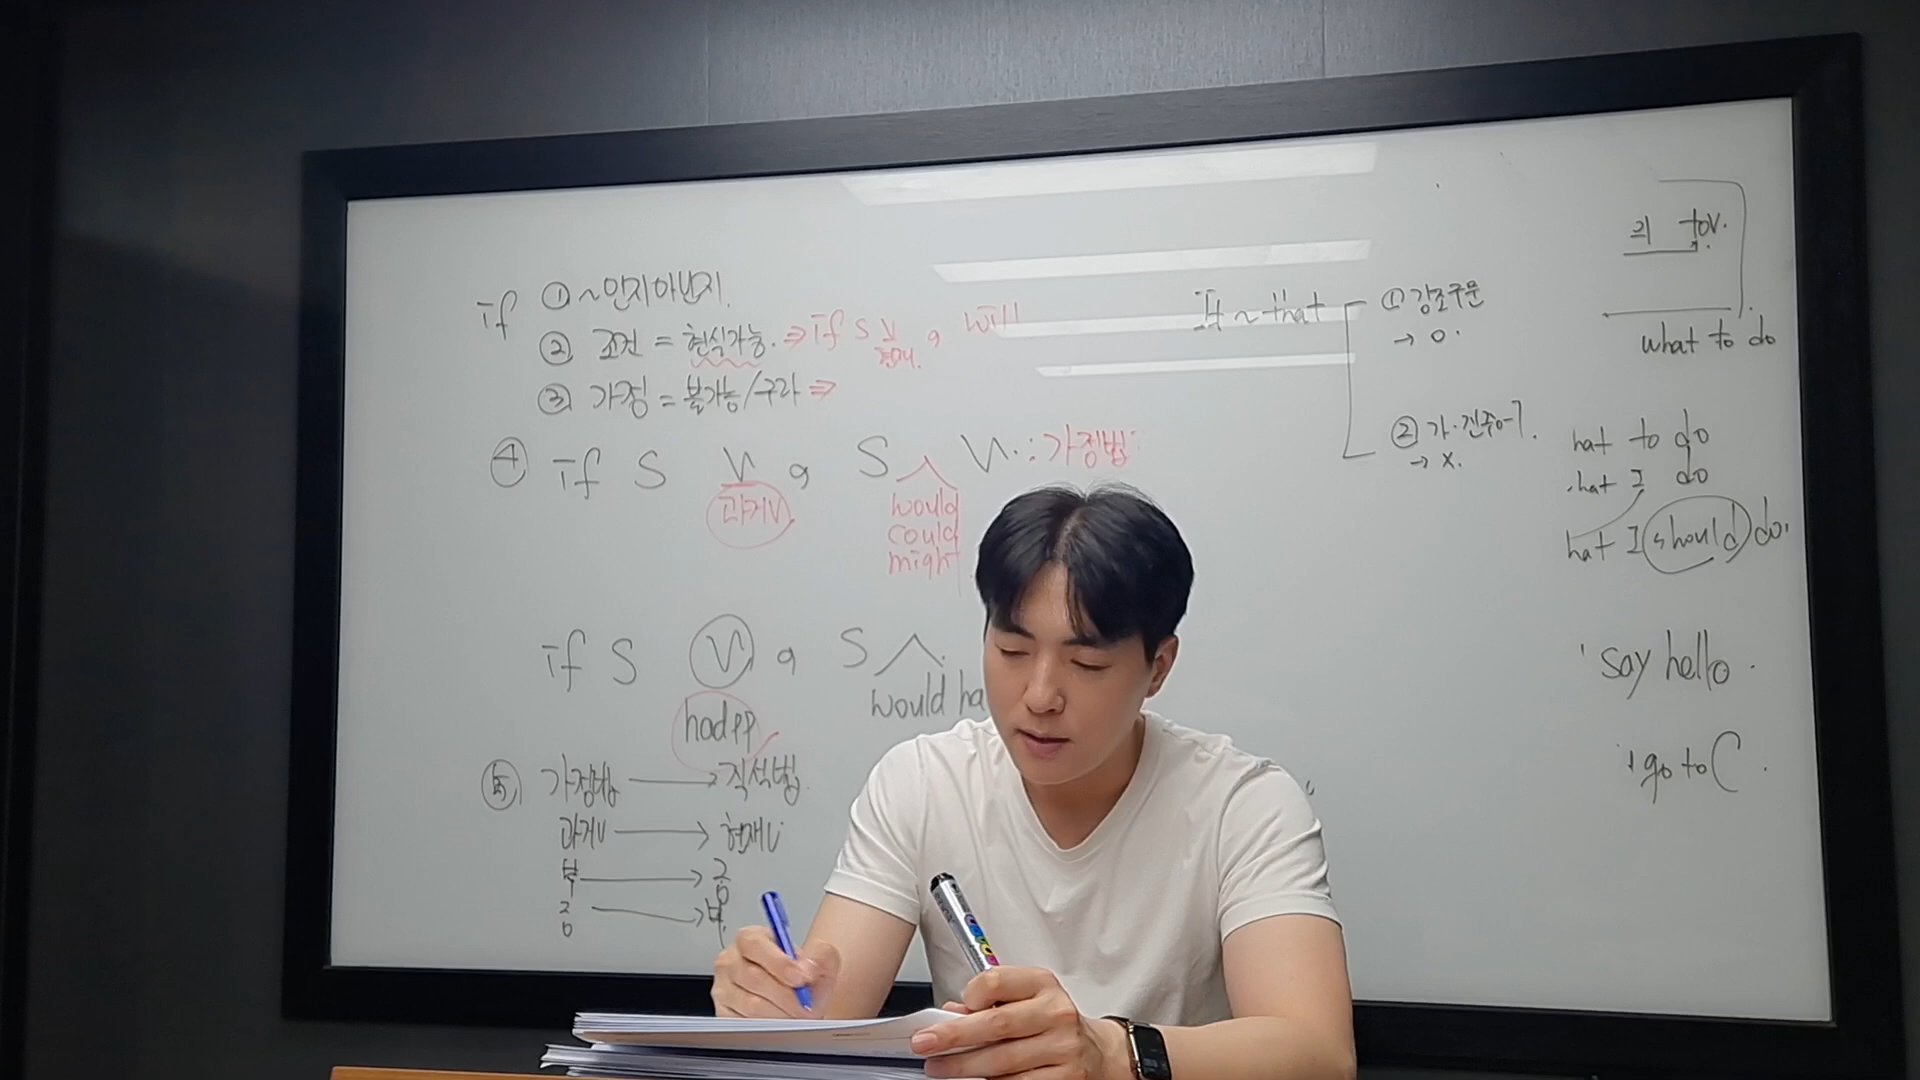 if ① ~인지 아닌지.
② 조건 = 현실가능. ⇒ if S V 현재, will
③ 가정 = 불가능/구라 ⇒
④ if S V, S V. : 가정법
과거V
would
could
might
if S V, S
had pp
would ha
⑤ 가정법 → 직설법
과거V → 현재V
부 → 긍
긍 → 부
It ~ that
① 강조구문
→ O.
② 가·진주어.
→ X.
의 toV.
what to do
hat to do
hat I do
hat I should do.
say hello.
go to C.